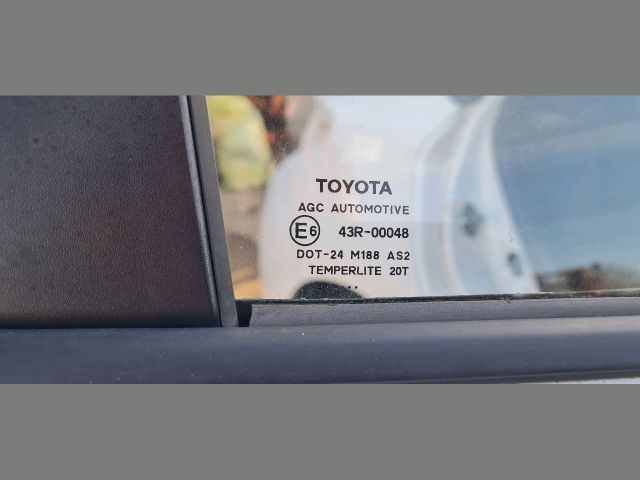 TOYOTA
AGC AUTOMOTIVE
E6 43R-00048
DOT-24 M188 AS2
TEMPERLITE 20T
..